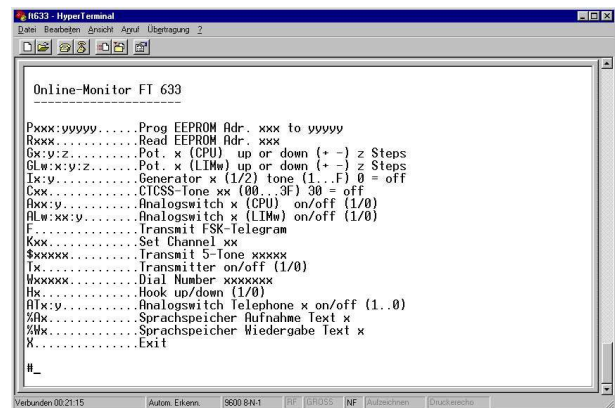 ft633 - HyperTerminal
Datei Bearbeiten Ansicht Anruf Übertragung ?
Online-Monitor FT 633
---------------------
Pxxx:yyyyy......Prog EEPROM Adr. xxx to yyyyy
Rxxx............Read EEPROM Adr. xxx
Gx:y:z..........Pot. x (CPU)  up or down (+ -) z Steps
GLw:x:y:z.......Pot. x (LIMw) up or down (+ -) z Steps
Ix:y............Generator x (1/2) tone (1...F) 0 = off
Cxx.............CTCSS-Tone xx (00...3F) 30 = off
Axx:y...........Analogswitch x (CPU)  on/off (1/0)
ALw:xx:y........Analogswitch x (LIMw) on/off (1/0)
F...............Transmit FSK-Telegram
Kxx.............Set Channel xx
$xxxxx..........Transmit 5-Tone xxxxx
Tx..............Transmitter on/off (1/0)
Wxxxxx..........Dial Number xxxxxxx
Hx..............Hook up/down (1/0)
ATx:y...........Analogswitch Telephone x on/off (1..0)
%Ax.............Sprachspeicher Aufnahme Text x
%Wx.............Sprachspeicher Wiedergabe Text x
X...............Exit
#_
Verbunden 00:21:15 Autom. Erkenn. 9600 8-N-1 RF GROSS NF Aufzeichnen Druckerecho